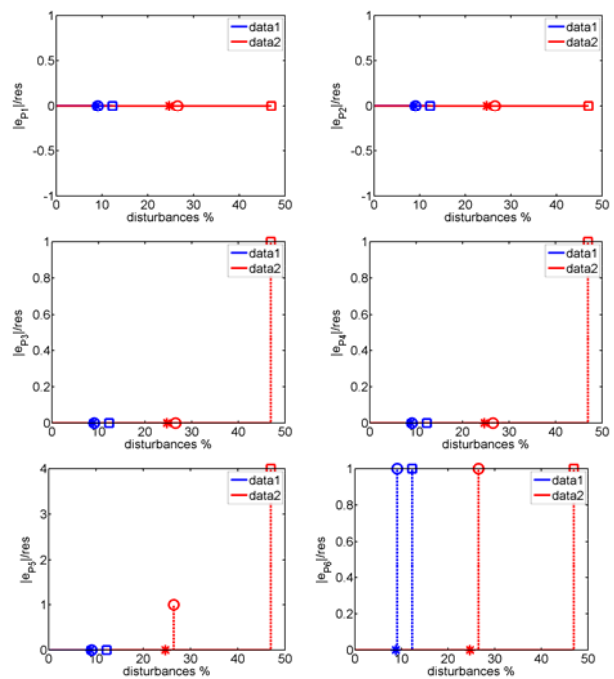 1
0.5
0
-0.5
-1
|e_P1|/res
0 10 20 30 40 50
disturbances %
data1
data2
1
0.5
0
-0.5
-1
|e_P2|/res
0 10 20 30 40 50
disturbances %
data1
data2
1
0.8
0.6
0.4
0.2
0
|e_P3|/res
0 10 20 30 40 50
disturbances %
data1
data2
1
0.8
0.6
0.4
0.2
0
|e_P4|/res
0 10 20 30 40 50
disturbances %
data1
data2
4
3
2
1
0
|e_P5|/res
0 10 20 30 40 50
disturbances %
data1
data2
1
0.8
0.6
0.4
0.2
0
|e_P6|/res
0 10 20 30 40 50
disturbances %
data1
data2